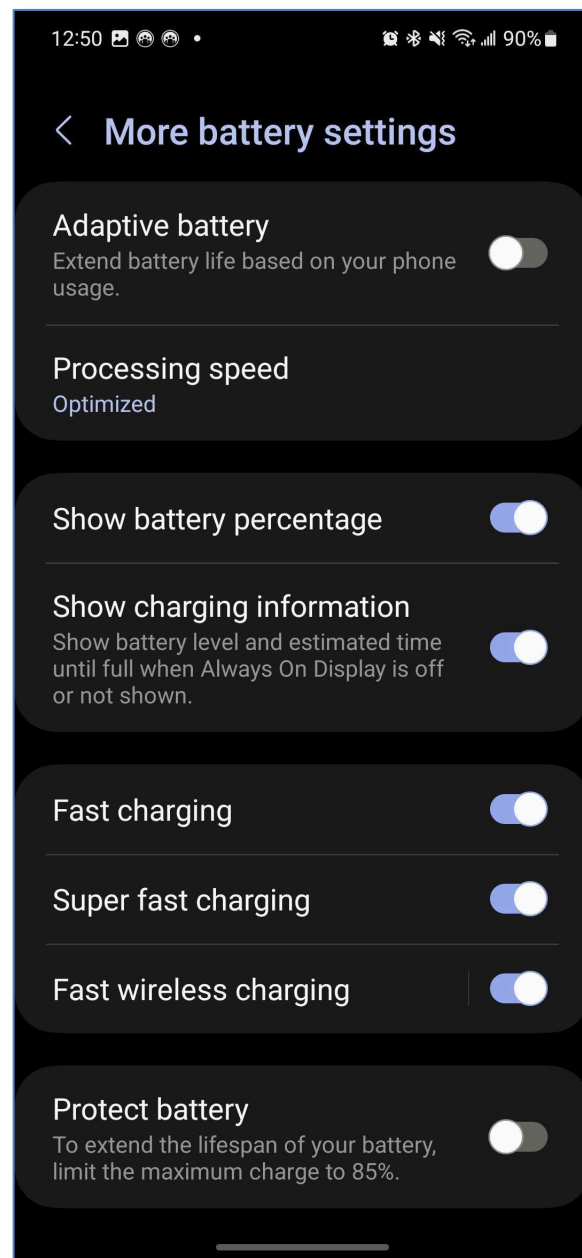 12:50 90%
More battery settings
Adaptive battery
Extend battery life based on your phone
usage.
Processing speed
Optimized
Show battery percentage
Show charging information
Show battery level and estimated time
until full when Always On Display is off
or not shown.
Fast charging
Super fast charging
Fast wireless charging
Protect battery
To extend the lifespan of your battery,
limit the maximum charge to 85%.